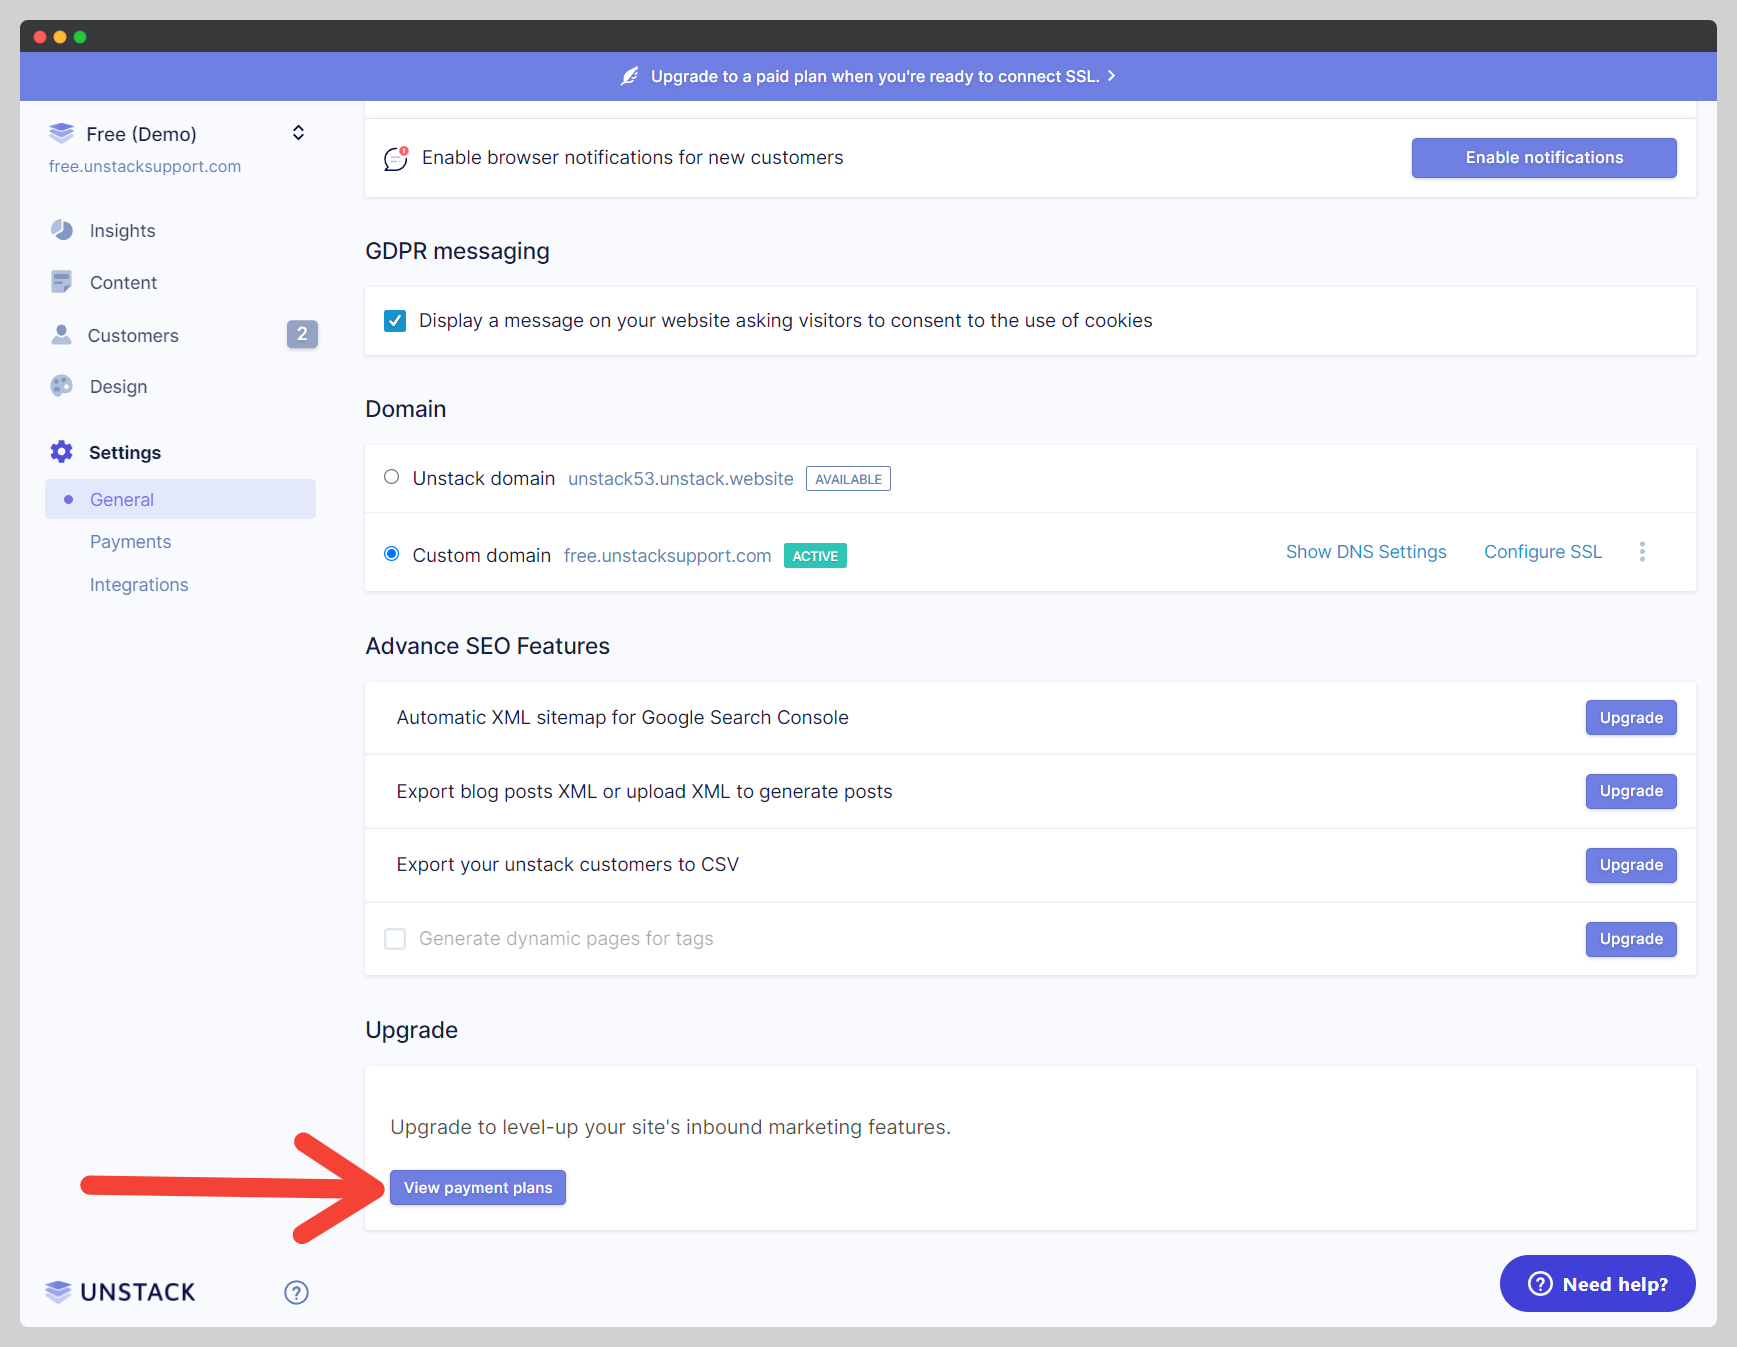 Upgrade to a paid plan when you're ready to connect SSL.
Free (Demo)
free.unstacksupport.com
Insights
Content
Customers 2
Design
Settings
General
Payments
Integrations
UNSTACK ?
Enable browser notifications for new customers Enable notifications
GDPR messaging
Display a message on your website asking visitors to consent to the use of cookies
Domain
Unstack domain unstack53.unstack.website AVAILABLE
Custom domain free.unstacksupport.com ACTIVE Show DNS Settings Configure SSL
Advance SEO Features
Automatic XML sitemap for Google Search Console Upgrade
Export blog posts XML or upload XML to generate posts Upgrade
Export your unstack customers to CSV Upgrade
Generate dynamic pages for tags Upgrade
Upgrade
Upgrade to level-up your site's inbound marketing features.
View payment plans
? Need help?